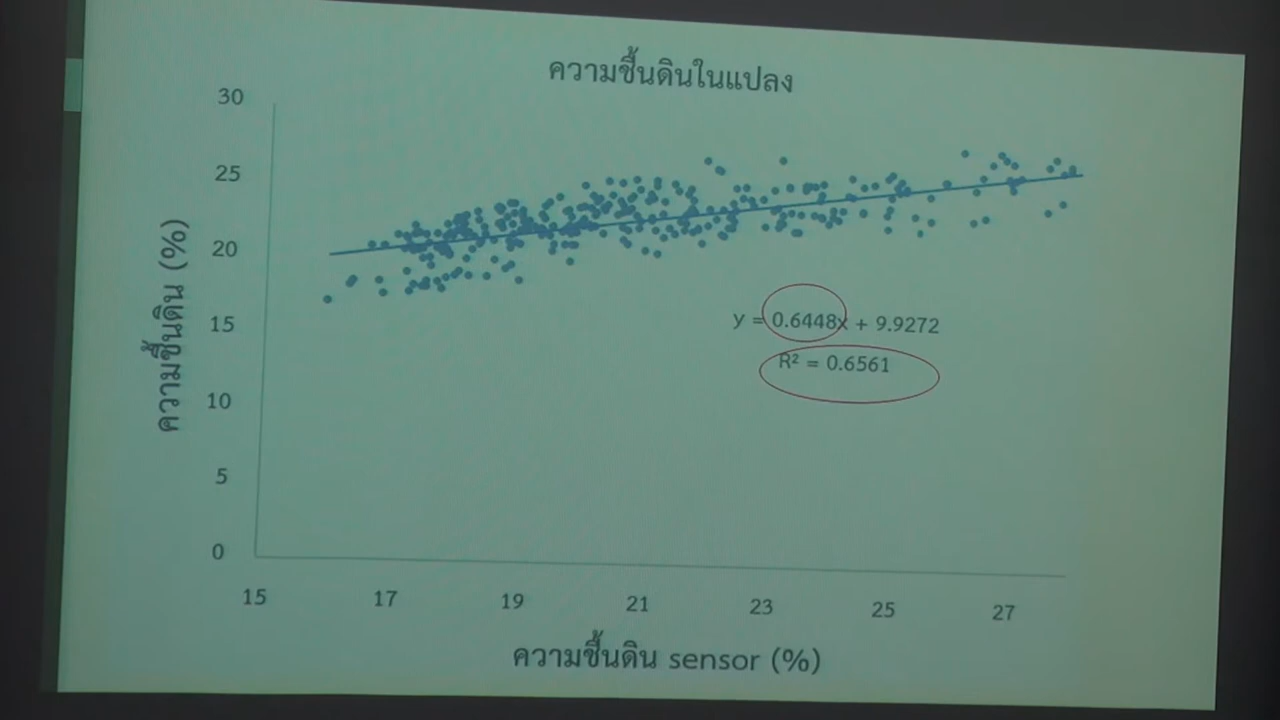 ความชื้นดินในแปลง
30
25
20
15
10
5
0
ความชื้นดิน (%)
y = 0.6448x + 9.9272
R² = 0.6561
15 17 19 21 23 25 27
ความชื้นดิน sensor (%)